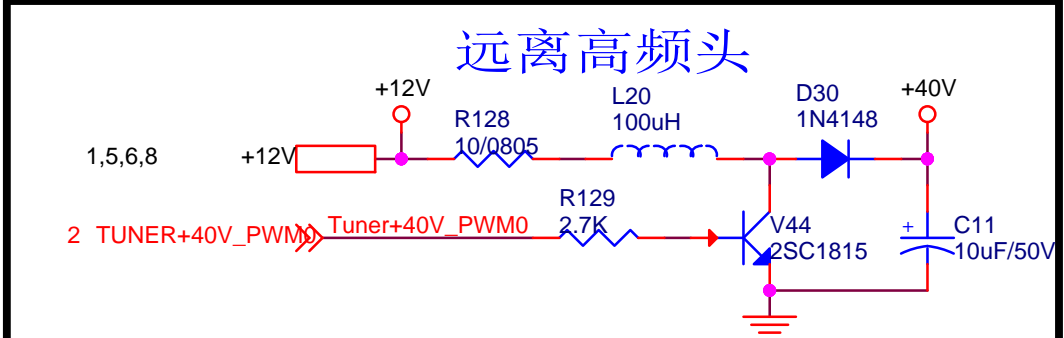 远离高频头
+12V
L20
100uH
D30
1N4148
+40V
R128
10/0805
1,5,6,8
+12V
R129
2.7K
2 TUNER+40V_PWM0
Tuner+40V_PWM0
V44
2SC1815
+
C11
10uF/50V